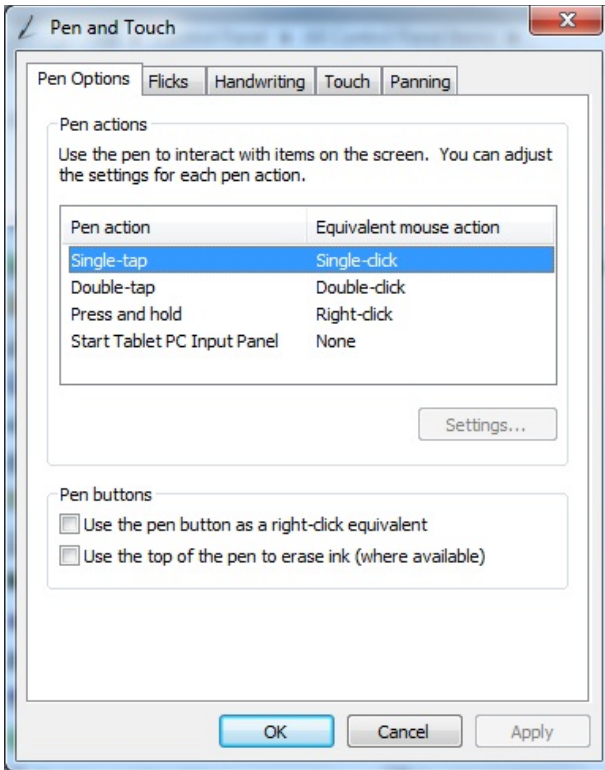 Pen and Touch
Pen Options Flicks Handwriting Touch Panning
Pen actions
Use the pen to interact with items on the screen. You can adjust
the settings for each pen action.
Pen action Equivalent mouse action
Single-tap Single-click
Double-tap Double-click
Press and hold Right-click
Start Tablet PC Input Panel None
Settings...
Pen buttons
Use the pen button as a right-click equivalent
Use the top of the pen to erase ink (where available)
OK Cancel Apply